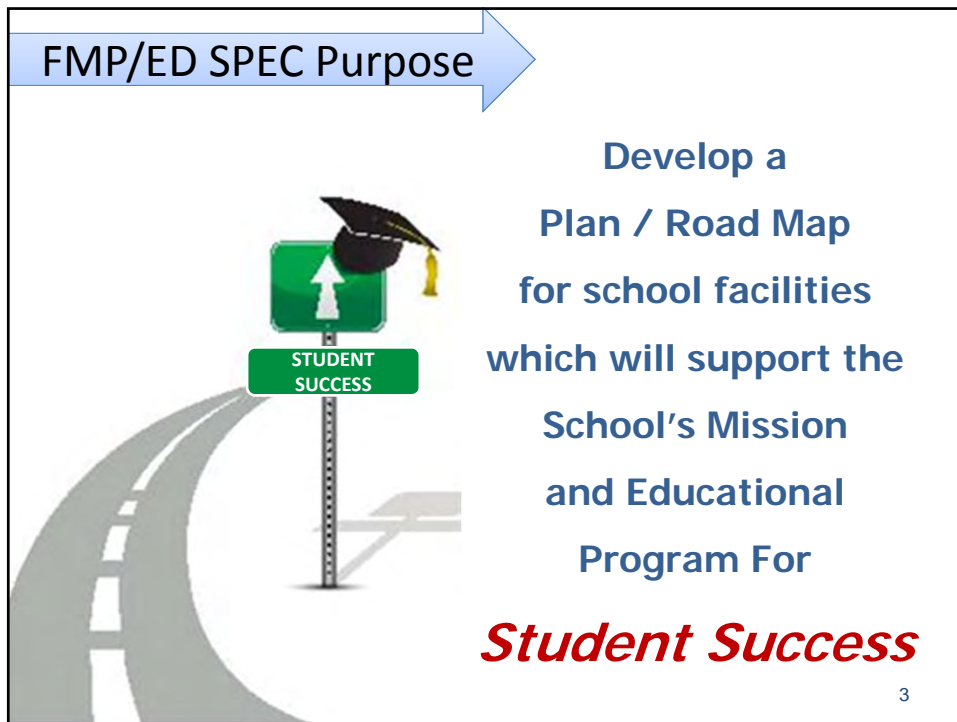 FMP/ED SPEC Purpose
STUDENT
SUCCESS
Develop a
Plan / Road Map
for school facilities
which will support the
School’s Mission
and Educational
Program For
Student Success
3